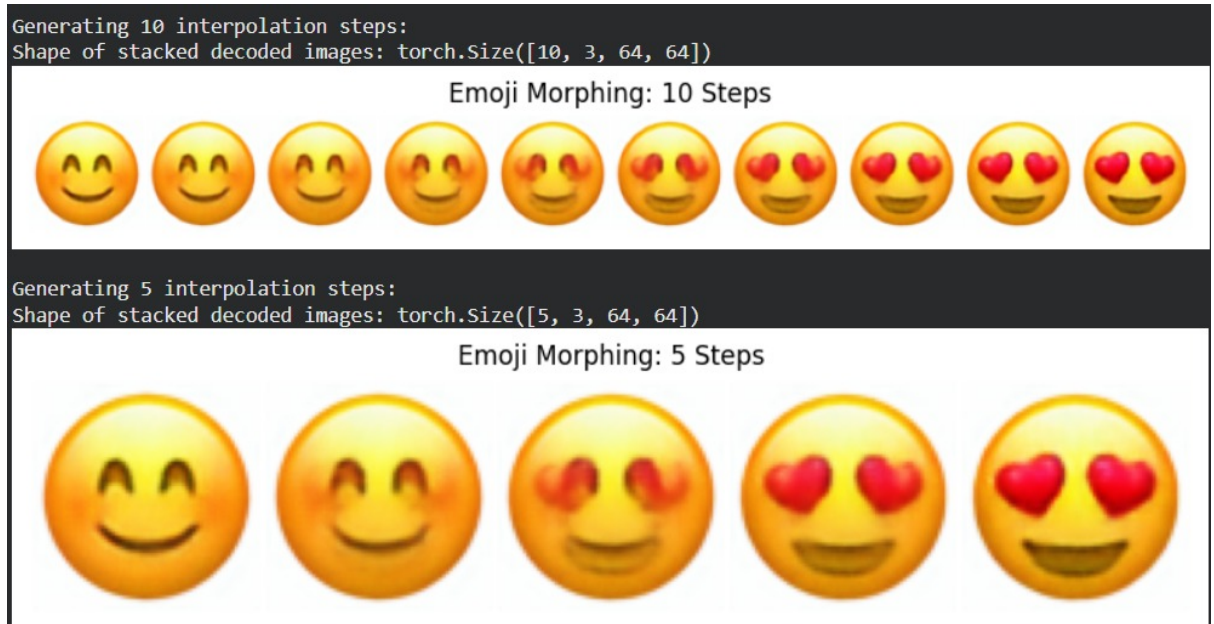 Generating 10 interpolation steps:
Shape of stacked decoded images: torch.Size([10, 3, 64, 64])
Emoji Morphing: 10 Steps
Generating 5 interpolation steps:
Shape of stacked decoded images: torch.Size([5, 3, 64, 64])
Emoji Morphing: 5 Steps